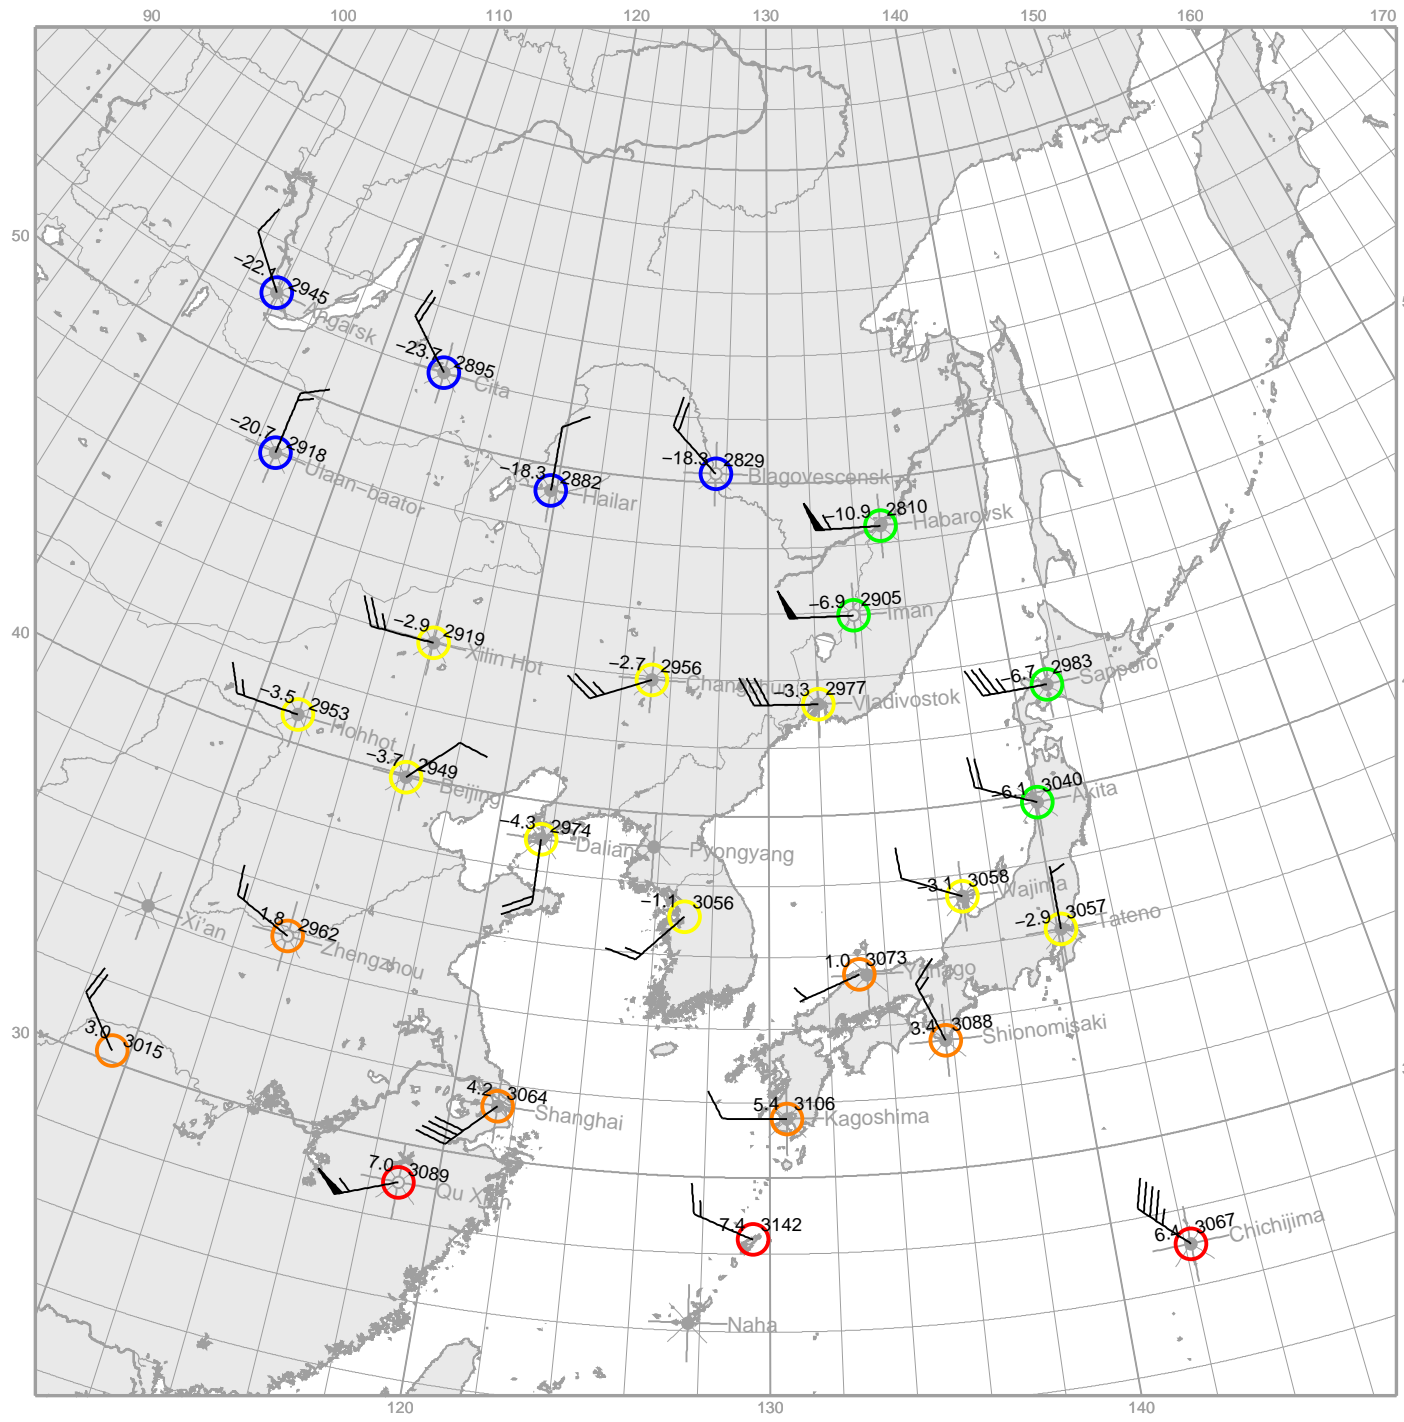 90 100 110 120 130 140 150 160 170
50
−22.1 2945
Angarsk
−23.7 2895
Cita
−20.7 2918
Ulaan−baator
−18.3 2882
Hailar
−18.3 2829
Blagovescensk
−10.9 2810
Habarovsk
−6.9 2905
Iman
40
−2.9 2919
Xilin Hot
−2.7 2956
Changchun
−3.3 2977
Vladivostok
−6.7 2983
Sapporo
−3.5 2953
Hohhot
−3.7 2949
Beijing
−6.1 3040
Akita
−4.3 2974
Dalian
Pyongyang
−3.1 3058
Wajima
−1.1 3056
−2.9 3057
Tateno
Xi'an
1.8 2962
Zhengzhou
1.0 3073
Yonago
30
3.0 3015
3.4 3088
Shionomisaki
4.2 3064
Shanghai
5.4 3106
Kagoshima
7.0 3089
Qu Xian
7.4 3142
6.4 3067
Chichijima
Naha
120 130 140